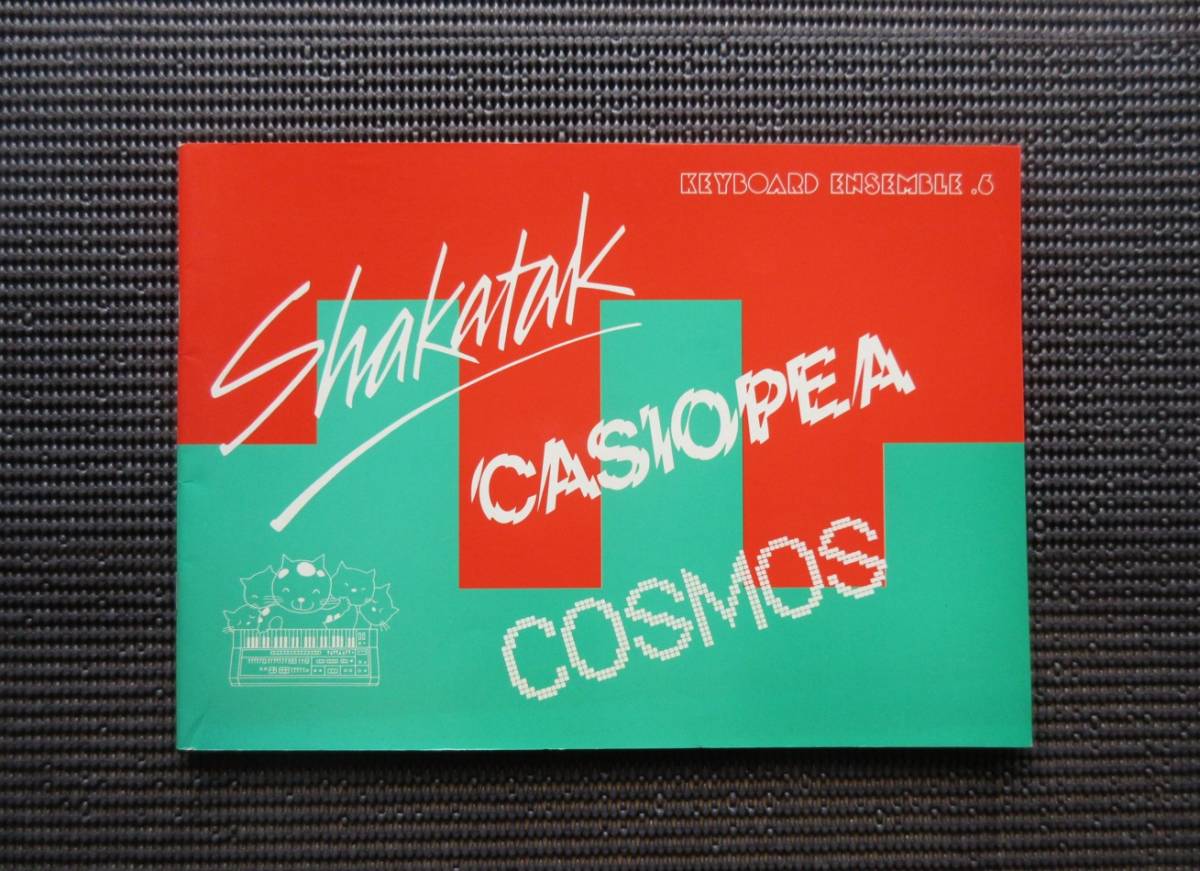 KEYBOARD ENSEMBLE .6
Shakatak
CASIOPEA
COSMOS